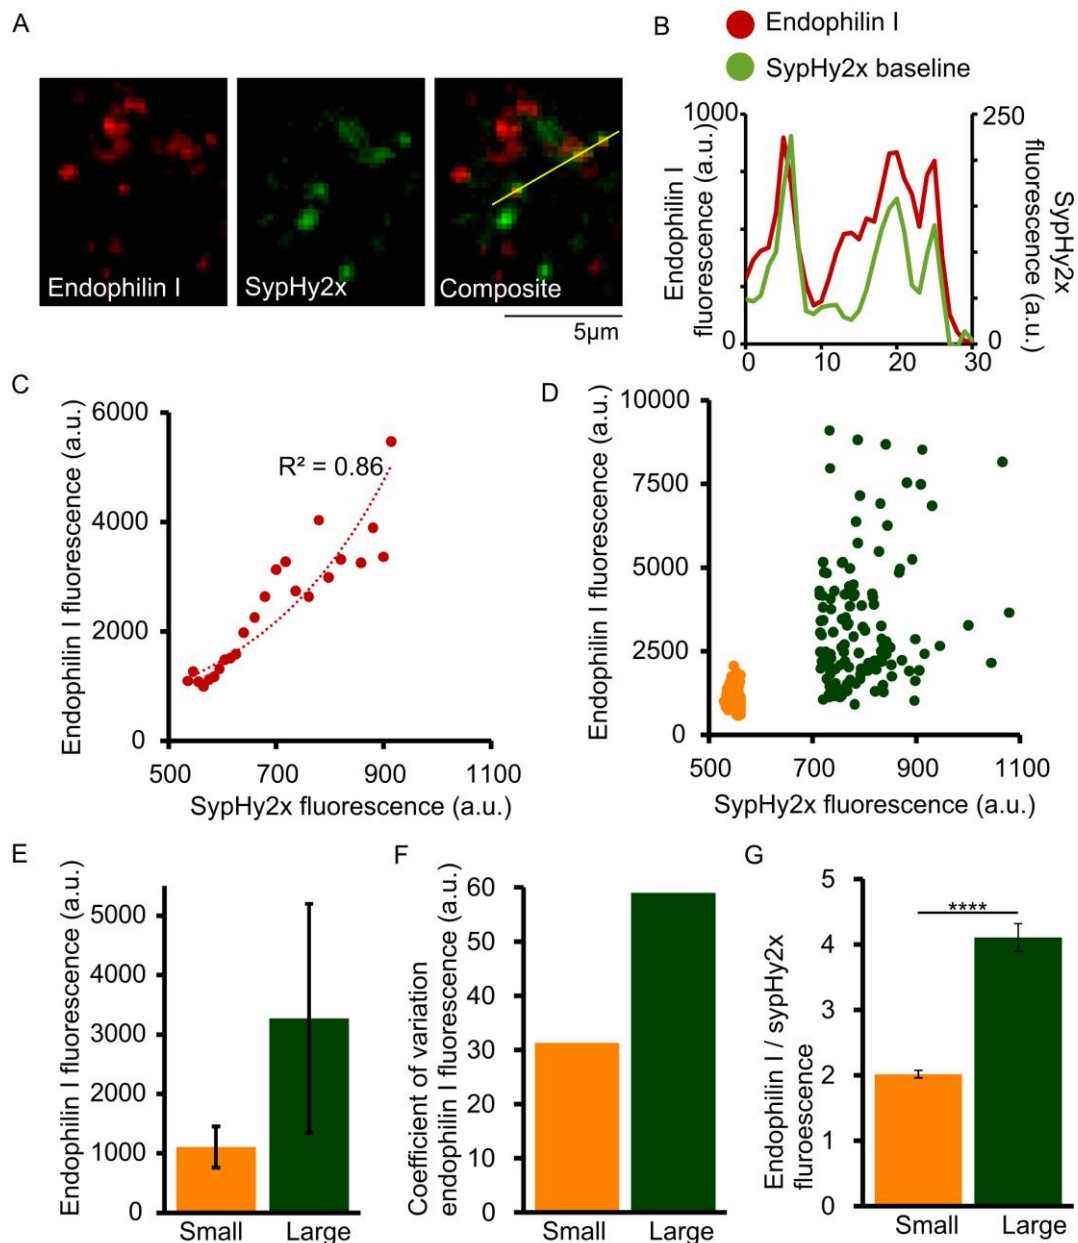 A
Endophilin I
SypHy2x
Composite
5μm
B
Endophilin I
SypHy2x baseline
Endophilin I
fluorescence (a.u.)
1000
0
250
0
SypHy2x
fluorescence (a.u.)
0 10 20 30
C
Endophilin I fluorescence (a.u.)
6000
4000
2000
0
R² = 0.86
500 700 900 1100
SypHy2x fluorescence (a.u.)
D
Endophilin I fluorescence (a.u.)
10000
7500
5000
2500
0
500 700 900 1100
SypHy2x fluorescence (a.u.)
E
Endophilin I fluorescence (a.u.)
5000
4000
3000
2000
1000
0
Small Large
F
Coefficient of variation
endophilin I fluorescence (a.u.)
60
50
40
30
20
10
0
Small Large
G
Endophilin I / sypHy2x
fluroescence
5
4
3
2
1
0
****
Small Large